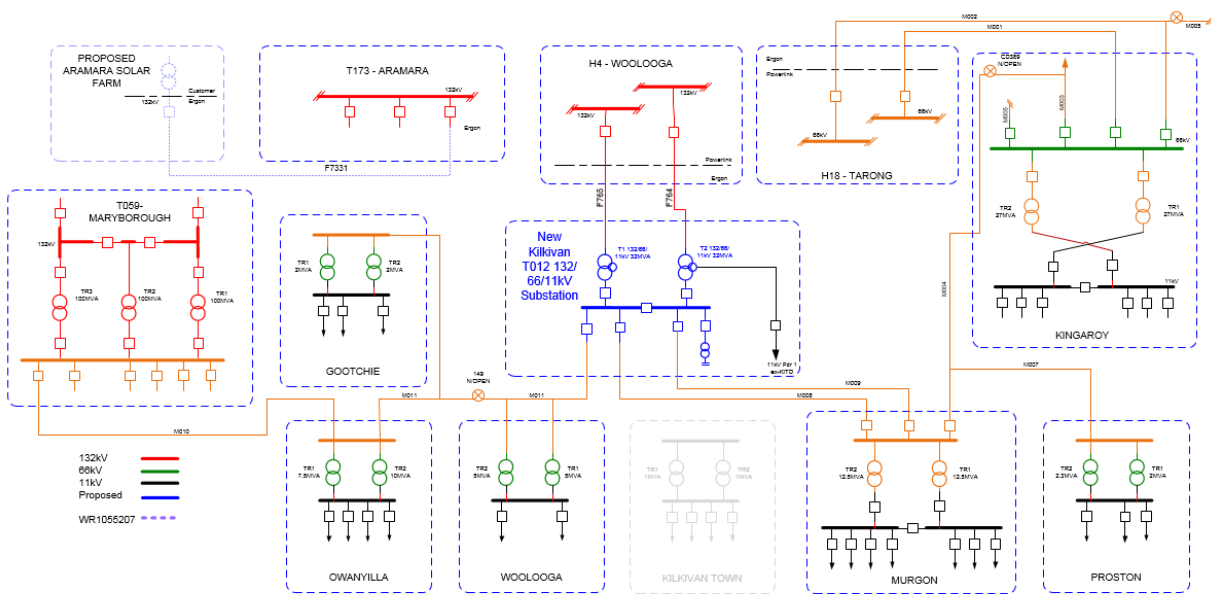 M002
M001
M005
PROPOSED
ARAMARA SOLAR
FARM
132kV
Customer
Ergon
T173 - ARAMARA
132kV
Ergon
F7331
H4 - WOOLOOGA
132kV
132kV
Powerlink
Ergon
F765
F764
Ergon
Powerlink
66kV
66kV
H18 - TARONG
CD389
N/OPEN
M005
M003
66kV
TR2
27MVA
TR1
27MVA
11kV
KINGAROY
M004
T059-
MARYBOROUGH
132kV
TR3
100MVA
TR2
100MVA
TR1
100MVA
M010
TR1
2MVA
TR2
2MVA
GOOTCHIE
New
Kilkivan
T012 132/
66/11kV
Substation
T1 132/66/
11kV 32MVA
T2 132/66/
11kV 32MVA
11kV Fdr 1
ex-KITO
149
N/OPEN
M011
M011
M009
M008
M007
TR1
7.5MVA
TR2
10MVA
OWANYILLA
TR2
5MVA
TR1
5MVA
WOOLOOGA
TR1
1MVA
TR2
1MVA
KILKIVAN TOWN
TR2
12.5MVA
TR1
12.5MVA
MURGON
TR2
2.2MVA
TR1
2MVA
PROSTON
132kV
66kV
11kV
Proposed
WR1055207